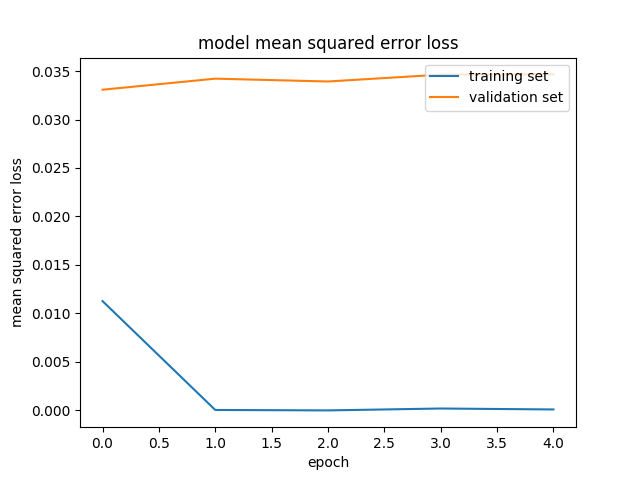 model mean squared error loss
training set
validation set
mean squared error loss
0.035
0.030
0.025
0.020
0.015
0.010
0.005
0.000
0.0 0.5 1.0 1.5 2.0 2.5 3.0 3.5 4.0
epoch